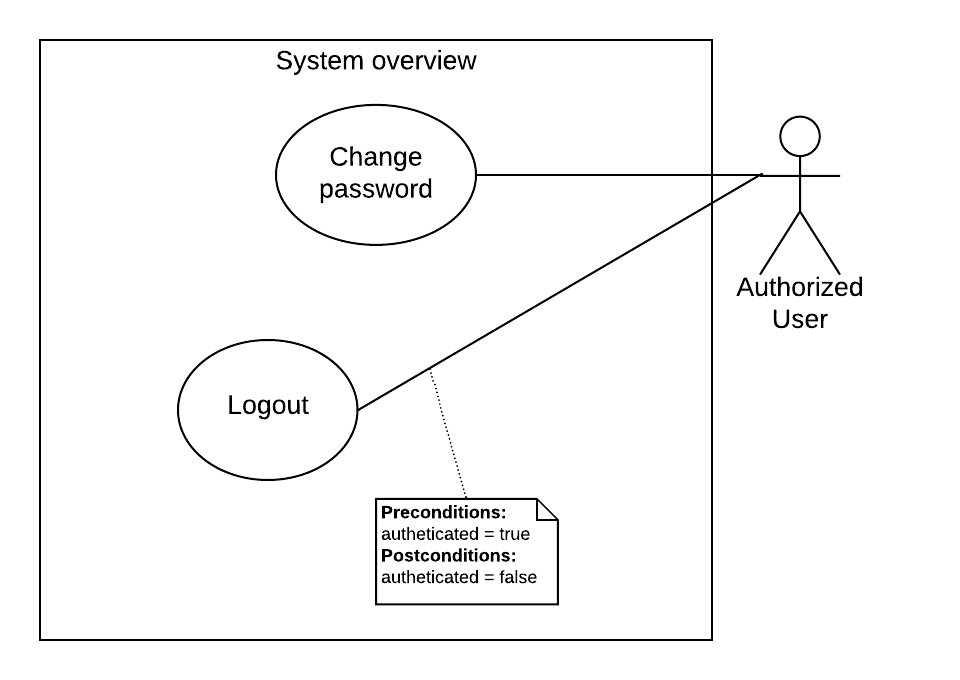 System overview
Change
password
Authorized
User
Logout
Preconditions:
autheticated = true
Postconditions:
autheticated = false